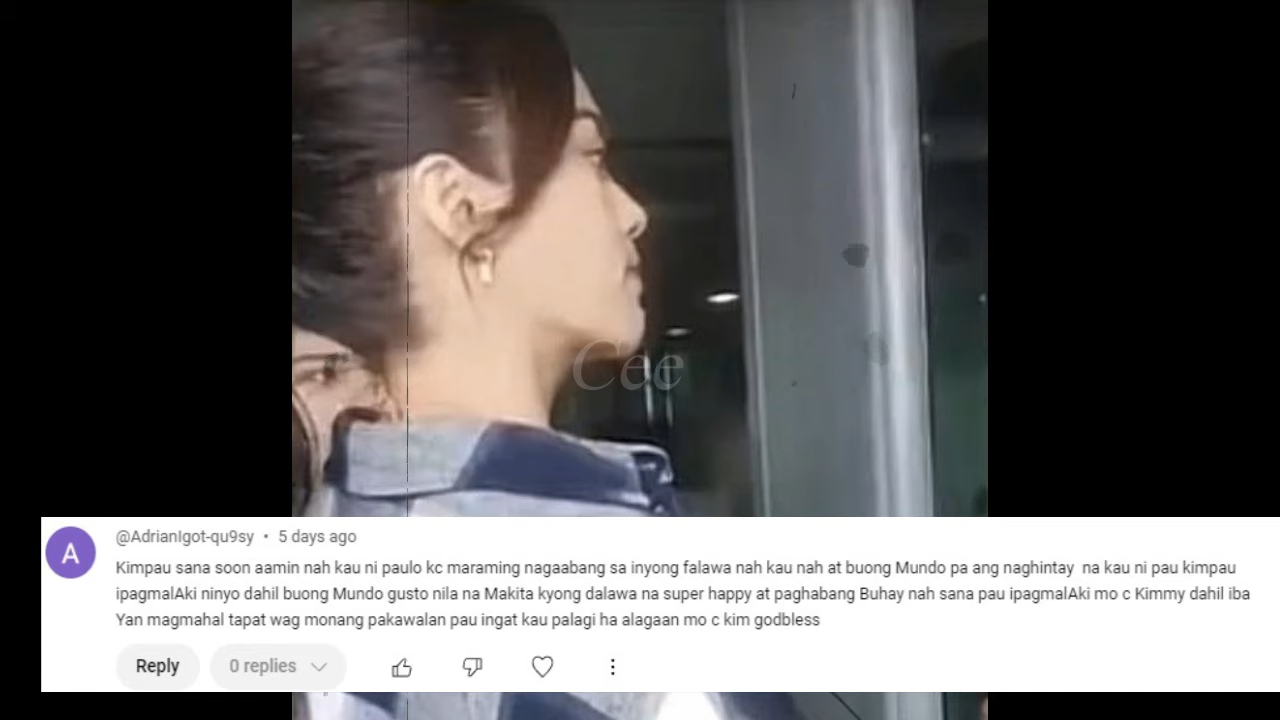 Cee
@AdrianIgot-qu9sy • 5 days ago
A
Kimpau sana soon aamin nah kau ni paulo kc maraming nagaabang sa inyong falawa nah kau nah at buong Mundo pa ang naghintay na kau ni pau kimpau
ipagmalAki ninyo dahil buong Mundo gusto nila na Makita kyong dalawa na super happy at paghabang Buhay nah sana pau ipagmalAki mo c Kimmy dahil iba
Yan magmahal tapat wag monang pakawalan pau ingat kau palagi ha alagaan mo c kim godbless
Reply 0 replies